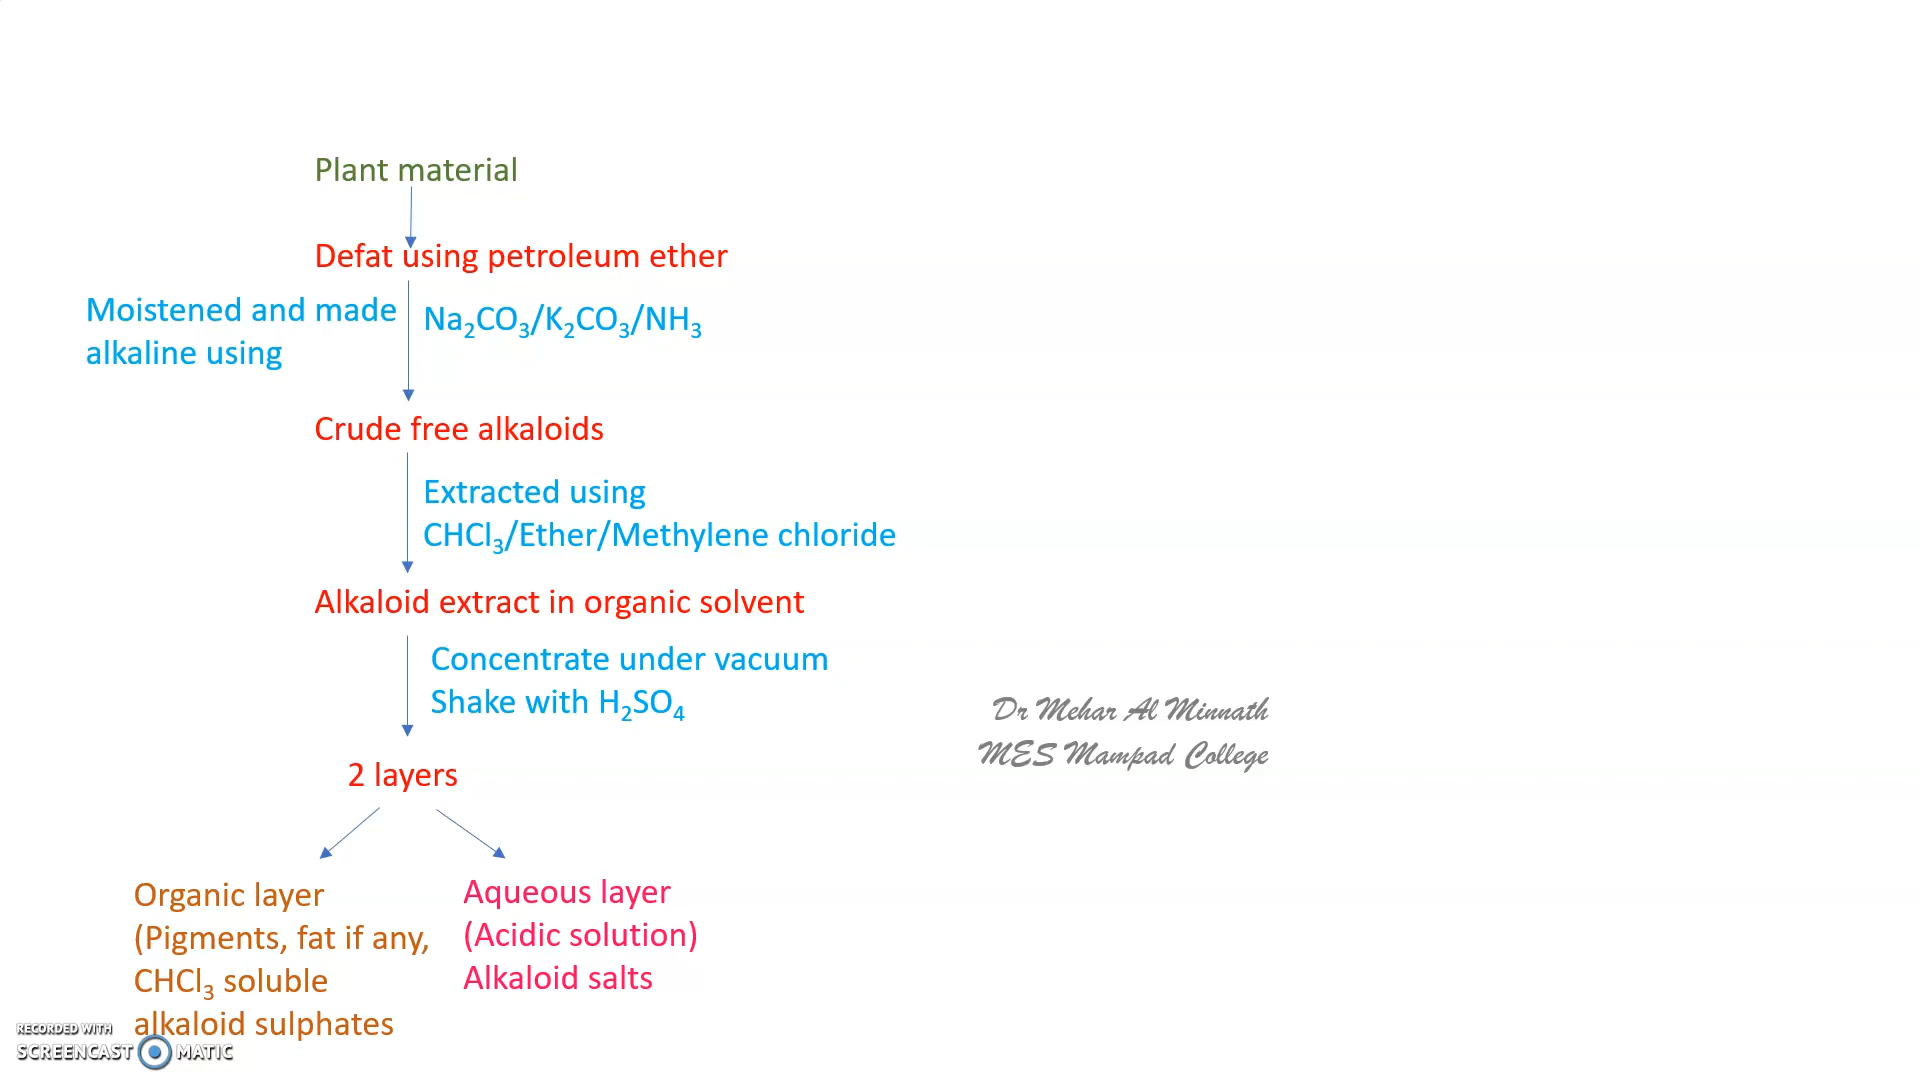 Plant material
Defat using petroleum ether
Moistened and made
alkaline using
Na₂CO₃/K₂CO₃/NH₃
Crude free alkaloids
Extracted using
CHCl₃/Ether/Methylene chloride
Alkaloid extract in organic solvent
Concentrate under vacuum
Shake with H₂SO₄
Dr Mehar Al Minnath
MES Mampad College
2 layers
Organic layer
(Pigments, fat if any,
CHCl₃ soluble
alkaloid sulphates
Aqueous layer
(Acidic solution)
Alkaloid salts
RECORDED WITH
SCREENCAST MATIC